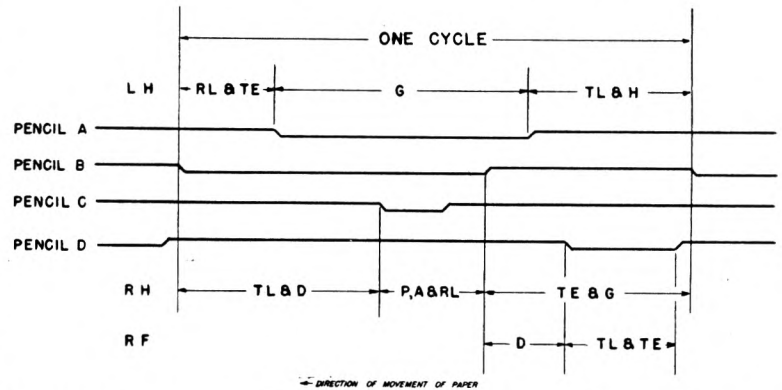 ONE CYCLE
L H RL & TE G TL & H
PENCIL A
PENCIL B
PENCIL C
PENCIL D
R H TL & D P,A&RL TE & G
R F D TL & TE
← DIRECTION OF MOVEMENT OF PAPER